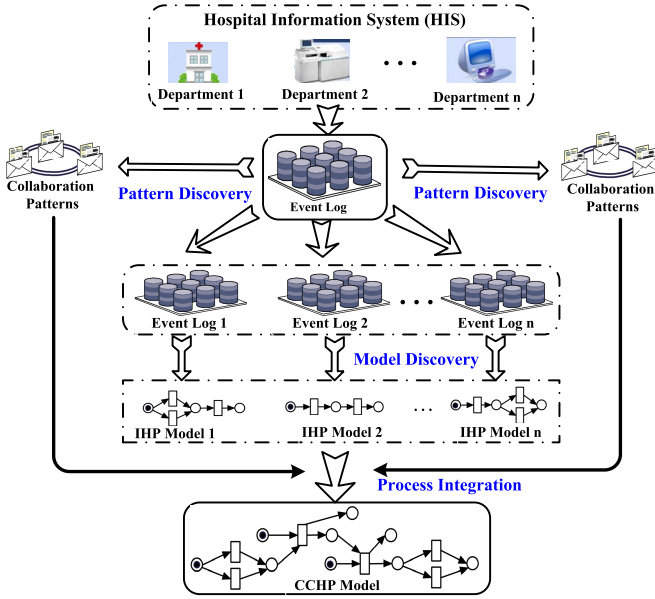 Hospital Information System (HIS)
Department 1
Department 2
Department n
Collaboration
Patterns
Pattern Discovery
Event Log
Pattern Discovery
Collaboration
Patterns
Event Log 1
Event Log 2
Event Log n
Model Discovery
IHP Model 1
IHP Model 2
IHP Model n
Process Integration
CCHP Model